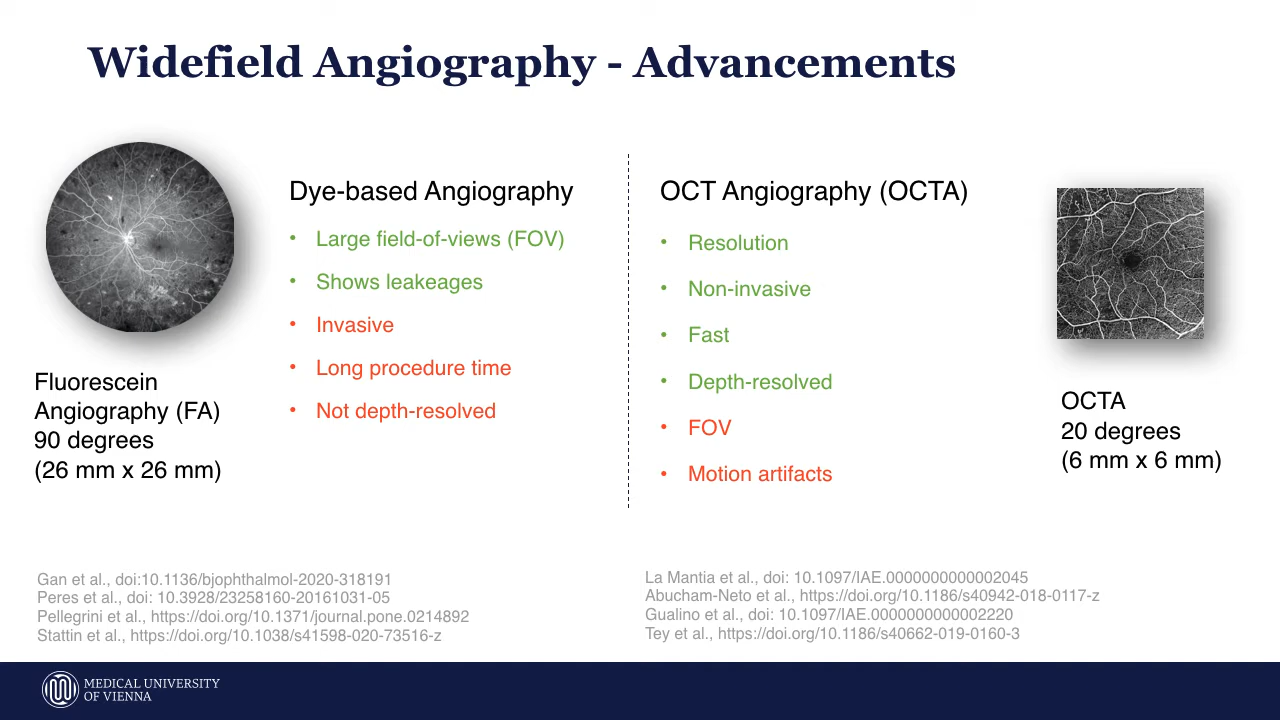 Widefield Angiography - Advancements
Dye-based Angiography
• Large field-of-views (FOV)
• Shows leakeages
• Invasive
• Long procedure time
• Not depth-resolved
Fluorescein
Angiography (FA)
90 degrees
(26 mm x 26 mm)
OCT Angiography (OCTA)
• Resolution
• Non-invasive
• Fast
• Depth-resolved
• FOV
• Motion artifacts
OCTA
20 degrees
(6 mm x 6 mm)
Gan et al., doi:10.1136/bjophthalmol-2020-318191
Peres et al., doi: 10.3928/23258160-20161031-05
Pellegrini et al., https://doi.org/10.1371/journal.pone.0214892
Stattin et al., https://doi.org/10.1038/s41598-020-73516-z
La Mantia et al., doi: 10.1097/IAE.0000000000002045
Abucham-Neto et al., https://doi.org/10.1186/s40942-018-0117-z
Gualino et al., doi: 10.1097/IAE.0000000000002220
Tey et al., https://doi.org/10.1186/s40662-019-0160-3
MEDICAL UNIVERSITY
OF VIENNA